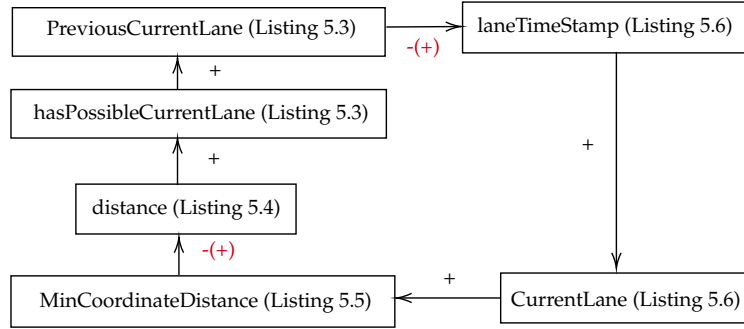 PreviousCurrentLane (Listing 5.3)
laneTimeStamp (Listing 5.6)
-(+)
+
hasPossibleCurrentLane (Listing 5.3)
+
+
distance (Listing 5.4)
-(+)
+
MinCoordinateDistance (Listing 5.5)
CurrentLane (Listing 5.6)